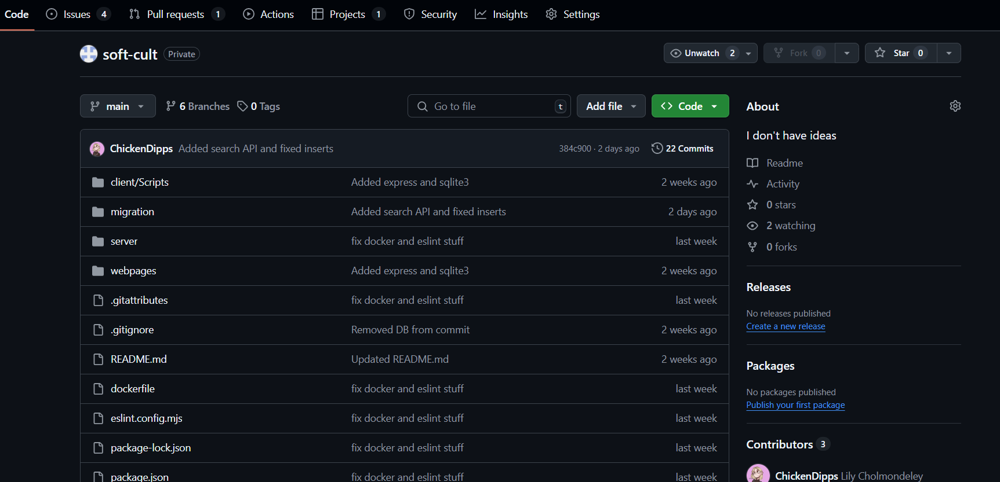 Code Issues 4 Pull requests 1 Actions Projects 1 Security Insights Settings
soft-cult Private Unwatch 2 Fork 0 Star 0
main 6 Branches 0 Tags Go to file t Add file Code
ChickenDipps Added search API and fixed inserts 384c900 · 2 days ago 22 Commits
client/Scripts Added express and sqlite3 2 weeks ago
migration Added search API and fixed inserts 2 days ago
server fix docker and eslint stuff last week
webpages Added express and sqlite3 2 weeks ago
.gitattributes fix docker and eslint stuff last week
.gitignore Removed DB from commit 2 weeks ago
README.md Updated README.md 2 weeks ago
dockerfile fix docker and eslint stuff last week
eslint.config.mjs fix docker and eslint stuff last week
package-lock.json fix docker and eslint stuff last week
package.json fix docker and eslint stuff last week
About
I don't have ideas
Readme
Activity
0 stars
2 watching
0 forks
Releases
No releases published
Create a new release
Packages
No packages published
Publish your first package
Contributors 3
ChickenDipps Lily Cholmondeley